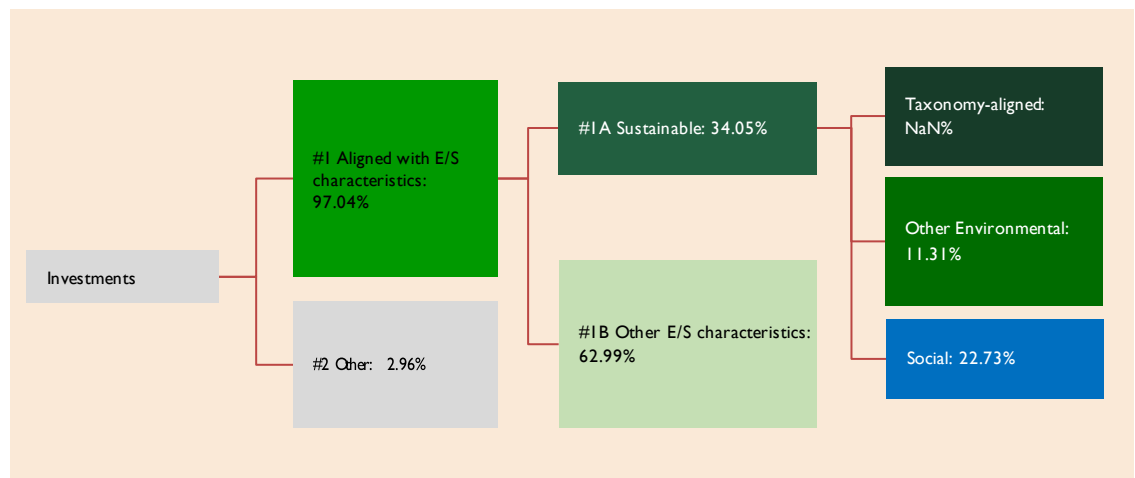 Investments
#1 Aligned with E/S
characteristics:
97.04%
#2 Other: 2.96%
#1A Sustainable: 34.05%
#1B Other E/S characteristics:
62.99%
Taxonomy-aligned:
NaN%
Other Environmental:
11.31%
Social: 22.73%